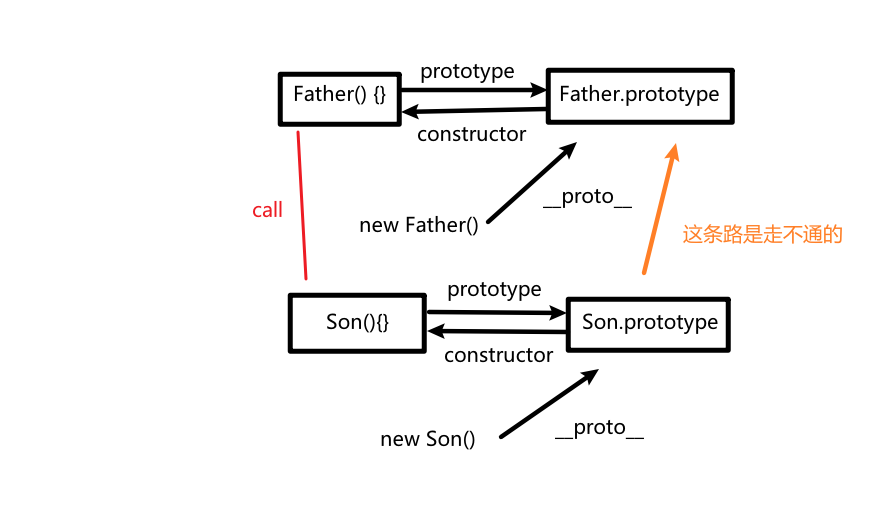 prototype
Father() {}
Father.prototype
constructor
call
__proto__
new Father()
这条路是走不通的
prototype
Son(){}
Son.prototype
constructor
new Son()
__proto__